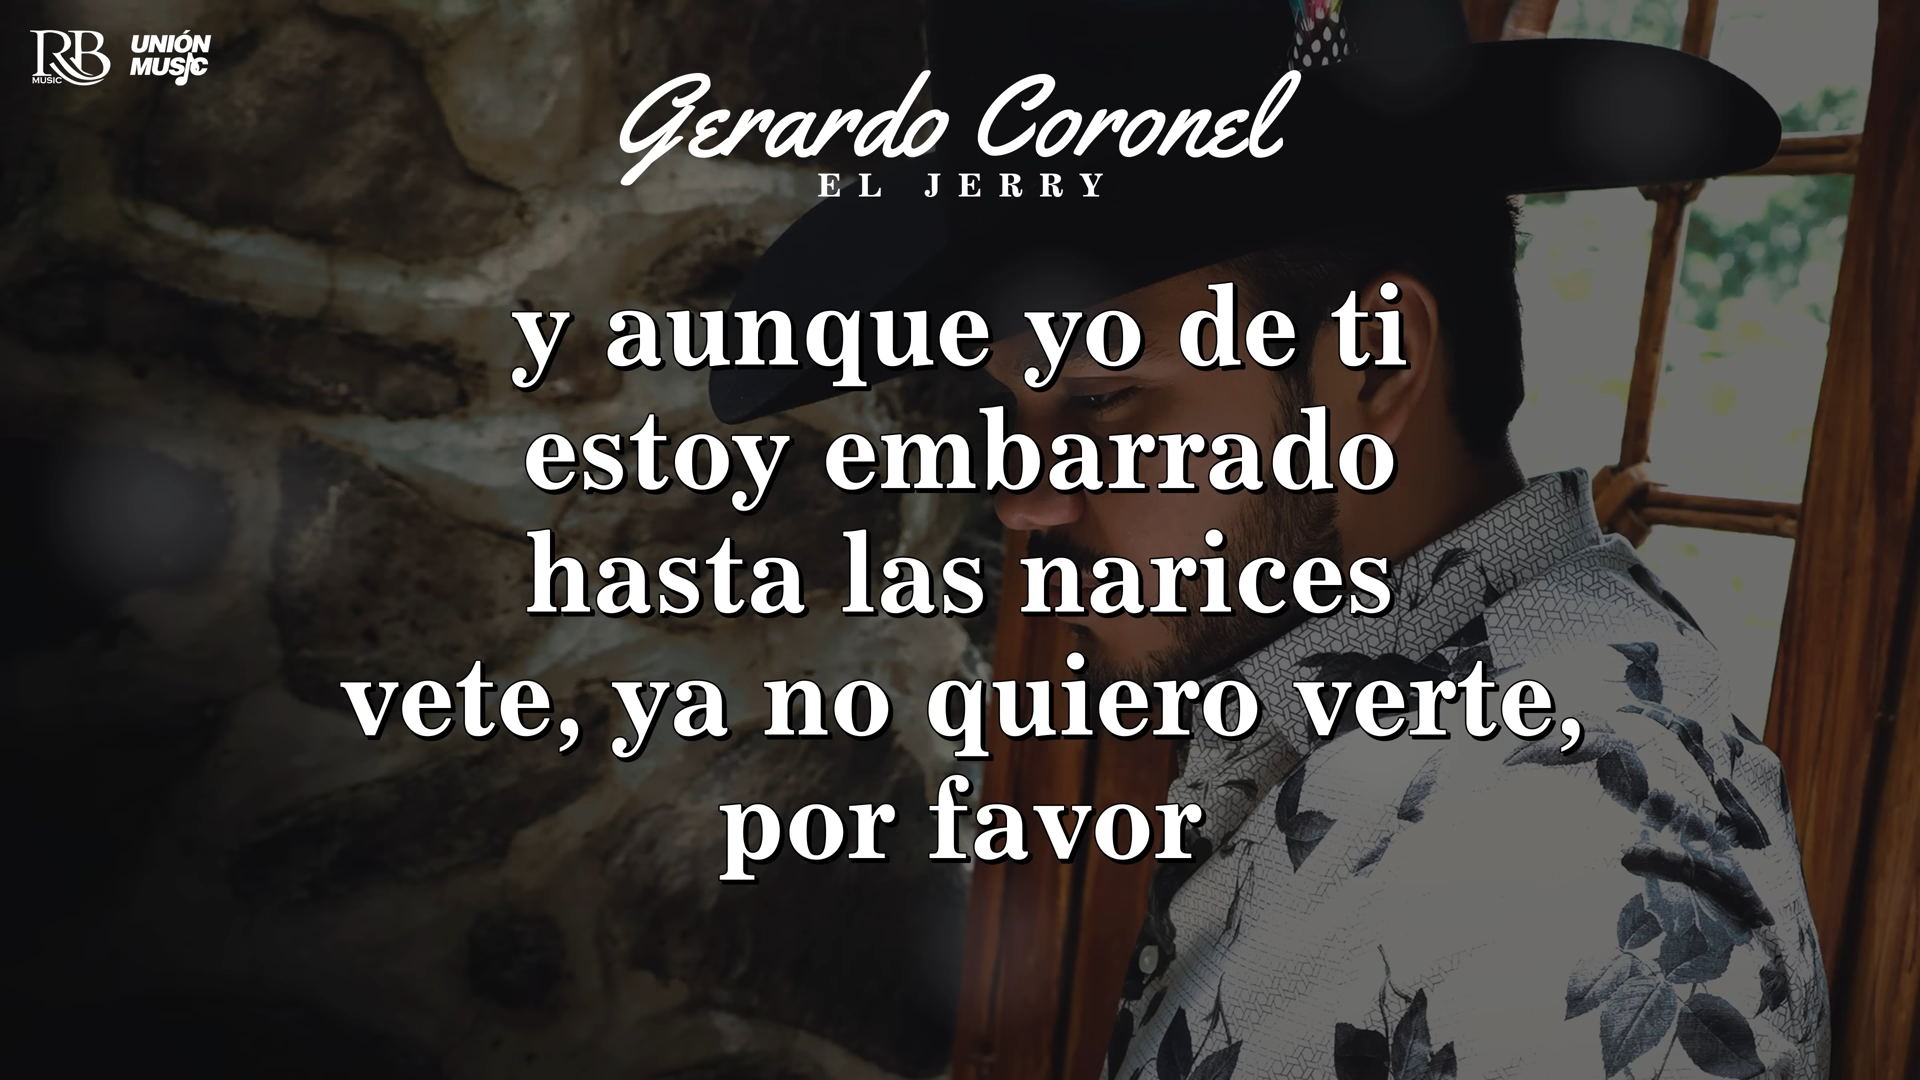 RB
MUSIC
UNIÓN
MUSIC
Gerardo Coronel
EL JERRY
y aunque yo de ti
estoy embarrado
hasta las narices
vete, ya no quiero verte,
por favor